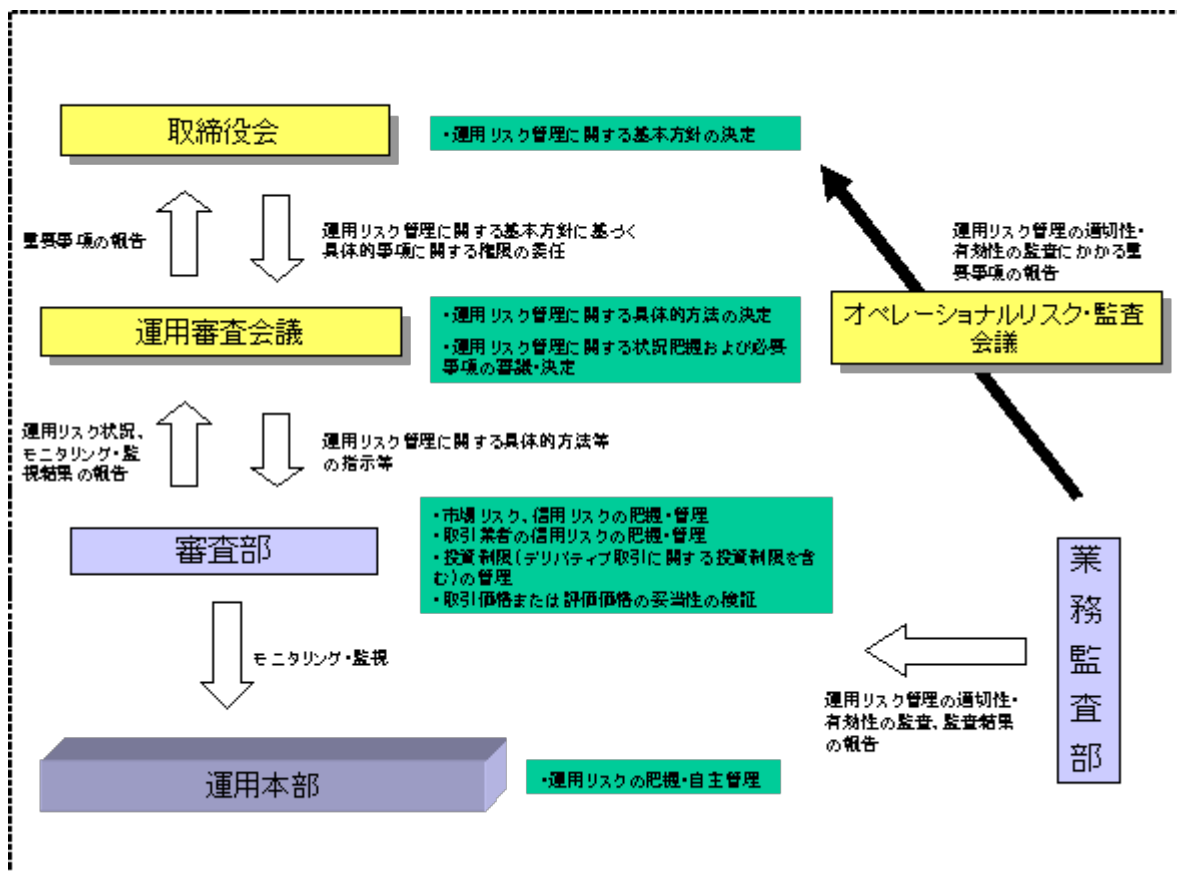 取締役会
・運用リスク管理に関する基本方針の決定
重要事項の報告
運用リスク管理に関する基本方針に基づく
具体的事項に関する権限の委任
運用リスク管理の適切性・
有効性の監査にかかる重
要事項の報告
運用審査会議
・運用リスク管理に関する具体的方法の決定
・運用リスク管理に関する状況把握および必要
事項の審議・決定
オペレーショナルリスク・監査
会議
運用リスク状況、
モニタリング・監
視結果の報告
運用リスク管理に関する具体的方法等
の指示等
審査部
・市場リスク、信用リスクの把握・管理
・取引業者の信用リスクの把握・管理
・投資制限(デリバティブ取引に関する投資制限を含
む)の管理
・取引価格または評価価格の妥当性の検証
業務監査部
モニタリング・監視
運用リスク管理の適切性・
有効性の監査、監査結果
の報告
運用本部
・運用リスクの把握・自主管理